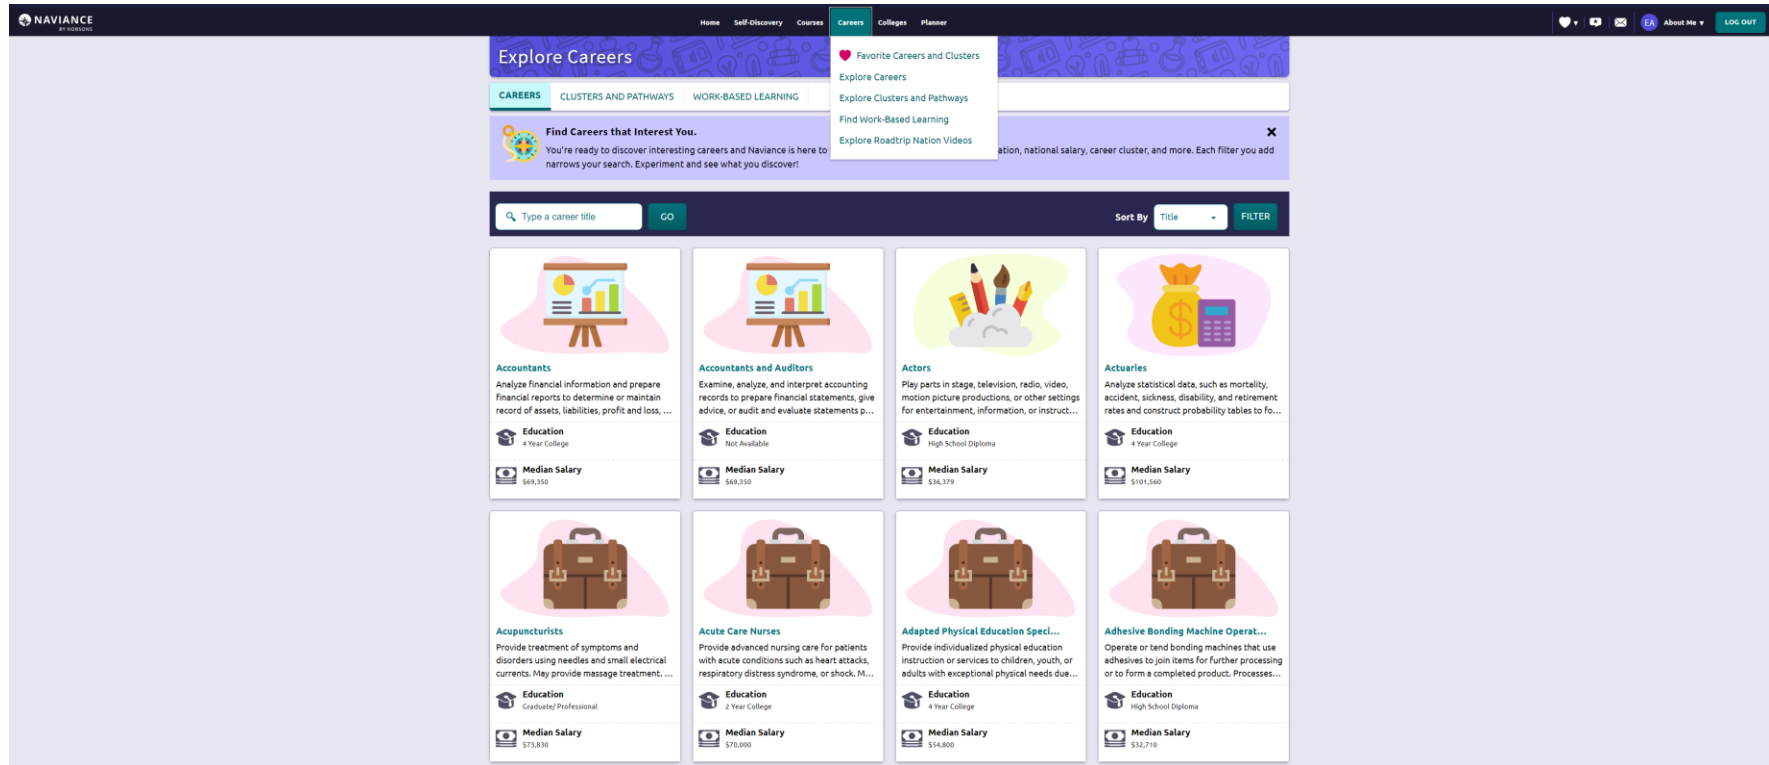 NAVIANCE
BY HOBSONS
Home Self-Discovery Courses Careers Colleges Planner
EA About Me LOG OUT
Favorite Careers and Clusters
Explore Careers
Explore Clusters and Pathways
Find Work-Based Learning
Explore Roadtrip Nation Videos
Explore Careers
CAREERS CLUSTERS AND PATHWAYS WORK-BASED LEARNING
Find Careers that Interest You.
You're ready to discover interesting careers and Naviance is here to ation, national salary, career cluster, and more. Each filter you add
narrows your search. Experiment and see what you discover!
Type a career title GO Sort By Title FILTER
Accountants
Analyze financial information and prepare
financial reports to determine or maintain
record of assets, liabilities, profit and loss, ...
Education
4 Year College
Median Salary
$69,350
Accountants and Auditors
Examine, analyze, and interpret accounting
records to prepare financial statements, give
advice, or audit and evaluate statements p...
Education
Not Available
Median Salary
$69,350
Actors
Play parts in stage, television, radio, video,
motion picture productions, or other settings
for entertainment, information, or instruct...
Education
High School Diploma
Median Salary
$36,379
Actuaries
Analyze statistical data, such as mortality,
accident, sickness, disability, and retirement
rates and construct probability tables to fo...
Education
4 Year College
Median Salary
$101,560
Acupuncturists
Provide treatment of symptoms and
disorders using needles and small electrical
currents. May provide massage treatment. ...
Education
Graduate/ Professional
Median Salary
$73,830
Acute Care Nurses
Provide advanced nursing care for patients
with acute conditions such as heart attacks,
respiratory distress syndrome, or shock. M...
Education
2 Year College
Median Salary
$70,000
Adapted Physical Education Speci...
Provide individualized physical education
instruction or services to children, youth, or
adults with exceptional physical needs due...
Education
4 Year College
Median Salary
$54,800
Adhesive Bonding Machine Operat...
Operate or tend bonding machines that use
adhesives to join items for further processing
or to form a completed product. Processes...
Education
High School Diploma
Median Salary
$32,710